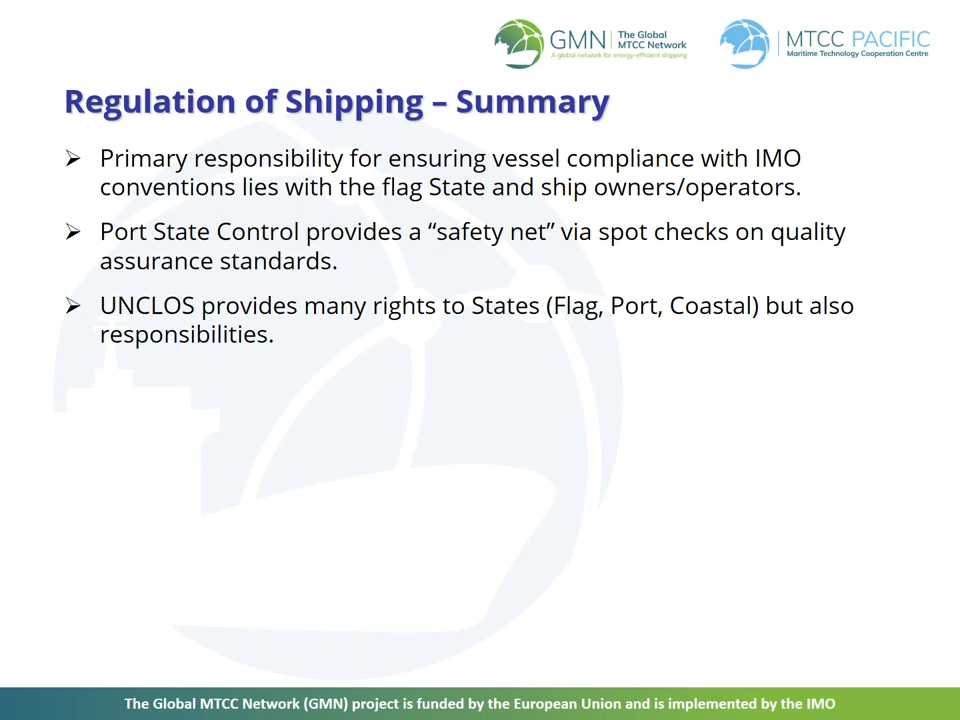 GMN
The Global
MTCC Network
A global network for energy-efficient shipping
MTCC PACIFIC
Maritime Technology Cooperation Centre
Regulation of Shipping – Summary
➢ Primary responsibility for ensuring vessel compliance with IMO
conventions lies with the flag State and ship owners/operators.
➢ Port State Control provides a “safety net” via spot checks on quality
assurance standards.
➢ UNCLOS provides many rights to States (Flag, Port, Coastal) but also
responsibilities.
The Global MTCC Network (GMN) project is funded by the European Union and is implemented by the IMO